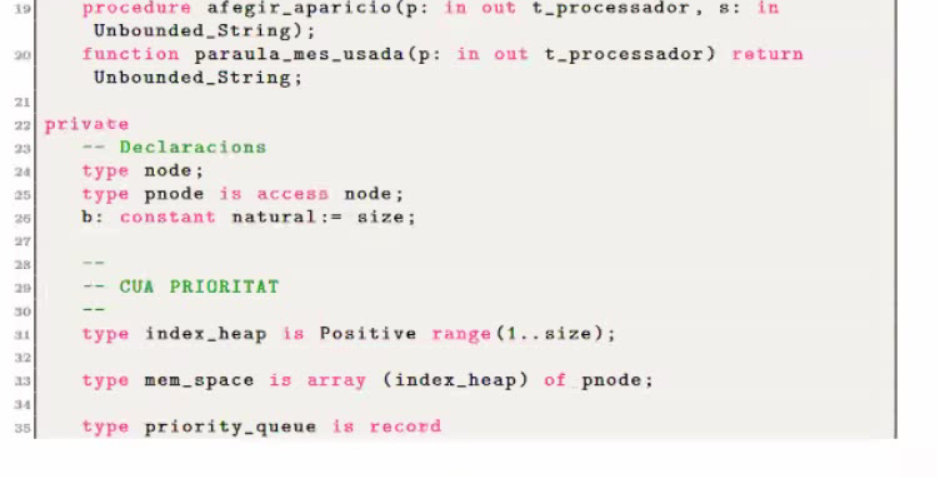 19 procedure afegir_aparicio(p: in out t_processador, s: in
Unbounded_String);
20 function paraula_mes_usada(p: in out t_processador) return
Unbounded_String;
21
22 private
23 -- Declaracions
24 type node;
25 type pnode is access node;
26 b: constant natural:= size;
27
28 --
29 -- CUA PRIORITAT
30 --
31 type index_heap is Positive range(1..size);
32
33 type mem_space is array (index_heap) of pnode;
34
35 type priority_queue is record